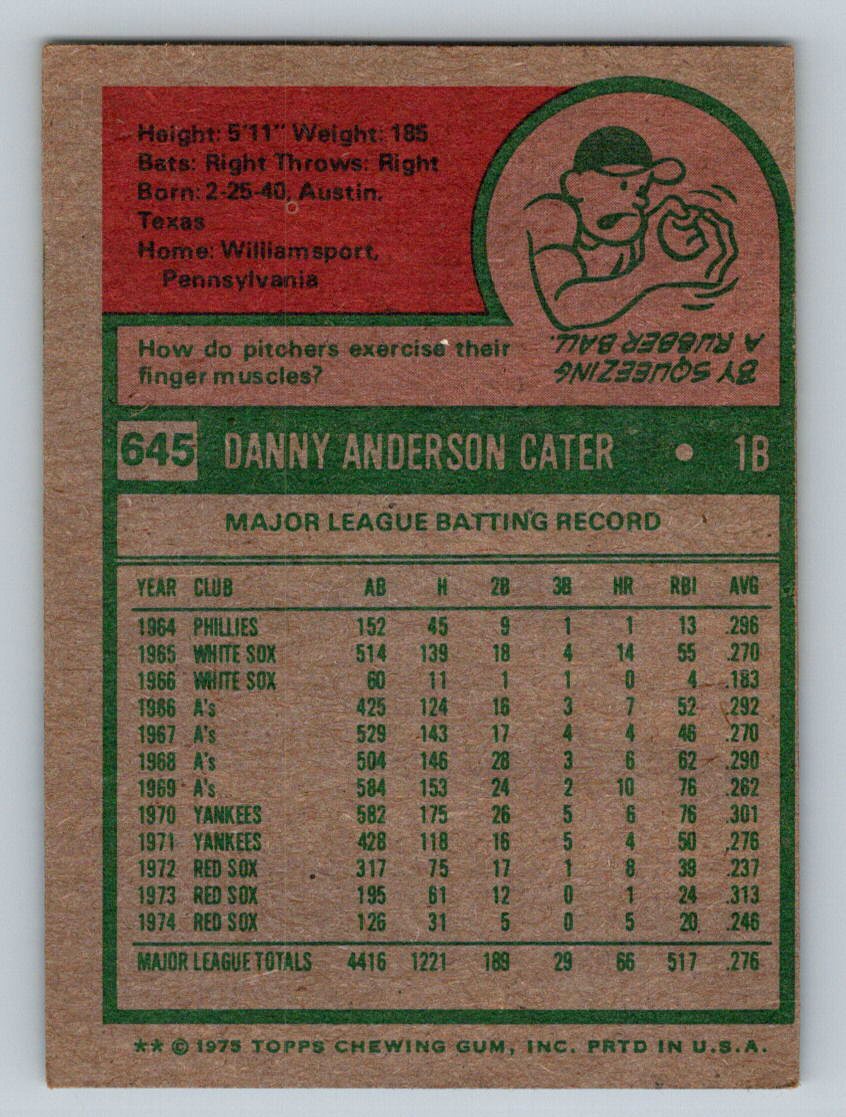 Height: 5'11" Weight: 185
Bats: Right Throws: Right
Born: 2-25-40, Austin,
Texas
Home: Williamsport,
Pennsylvania
How do pitchers exercise their
finger muscles?
BY SQUEEZING
A RUBBER BALL.
645 DANNY ANDERSON CATER • 1B
MAJOR LEAGUE BATTING RECORD
YEAR CLUB AB H 2B 3B HR RBI AVG
1964 PHILLIES 152 45 9 1 1 13 .296
1965 WHITE SOX 514 139 18 4 14 55 .270
1966 WHITE SOX 60 11 1 1 0 4 .183
1966 A's 425 124 16 3 7 52 .292
1967 A's 529 143 17 4 4 46 .270
1968 A's 504 146 28 3 6 62 .290
1969 A's 584 153 24 2 10 76 .262
1970 YANKEES 582 175 26 5 6 76 .301
1971 YANKEES 428 118 16 5 4 50 .276
1972 RED SOX 317 75 17 1 8 39 .237
1973 RED SOX 195 61 12 0 1 24 .313
1974 RED SOX 126 31 5 0 5 20 .246
MAJOR LEAGUE TOTALS 4416 1221 189 29 66 517 .276
** © 1975 TOPPS CHEWING GUM, INC. PRTD IN U.S.A.